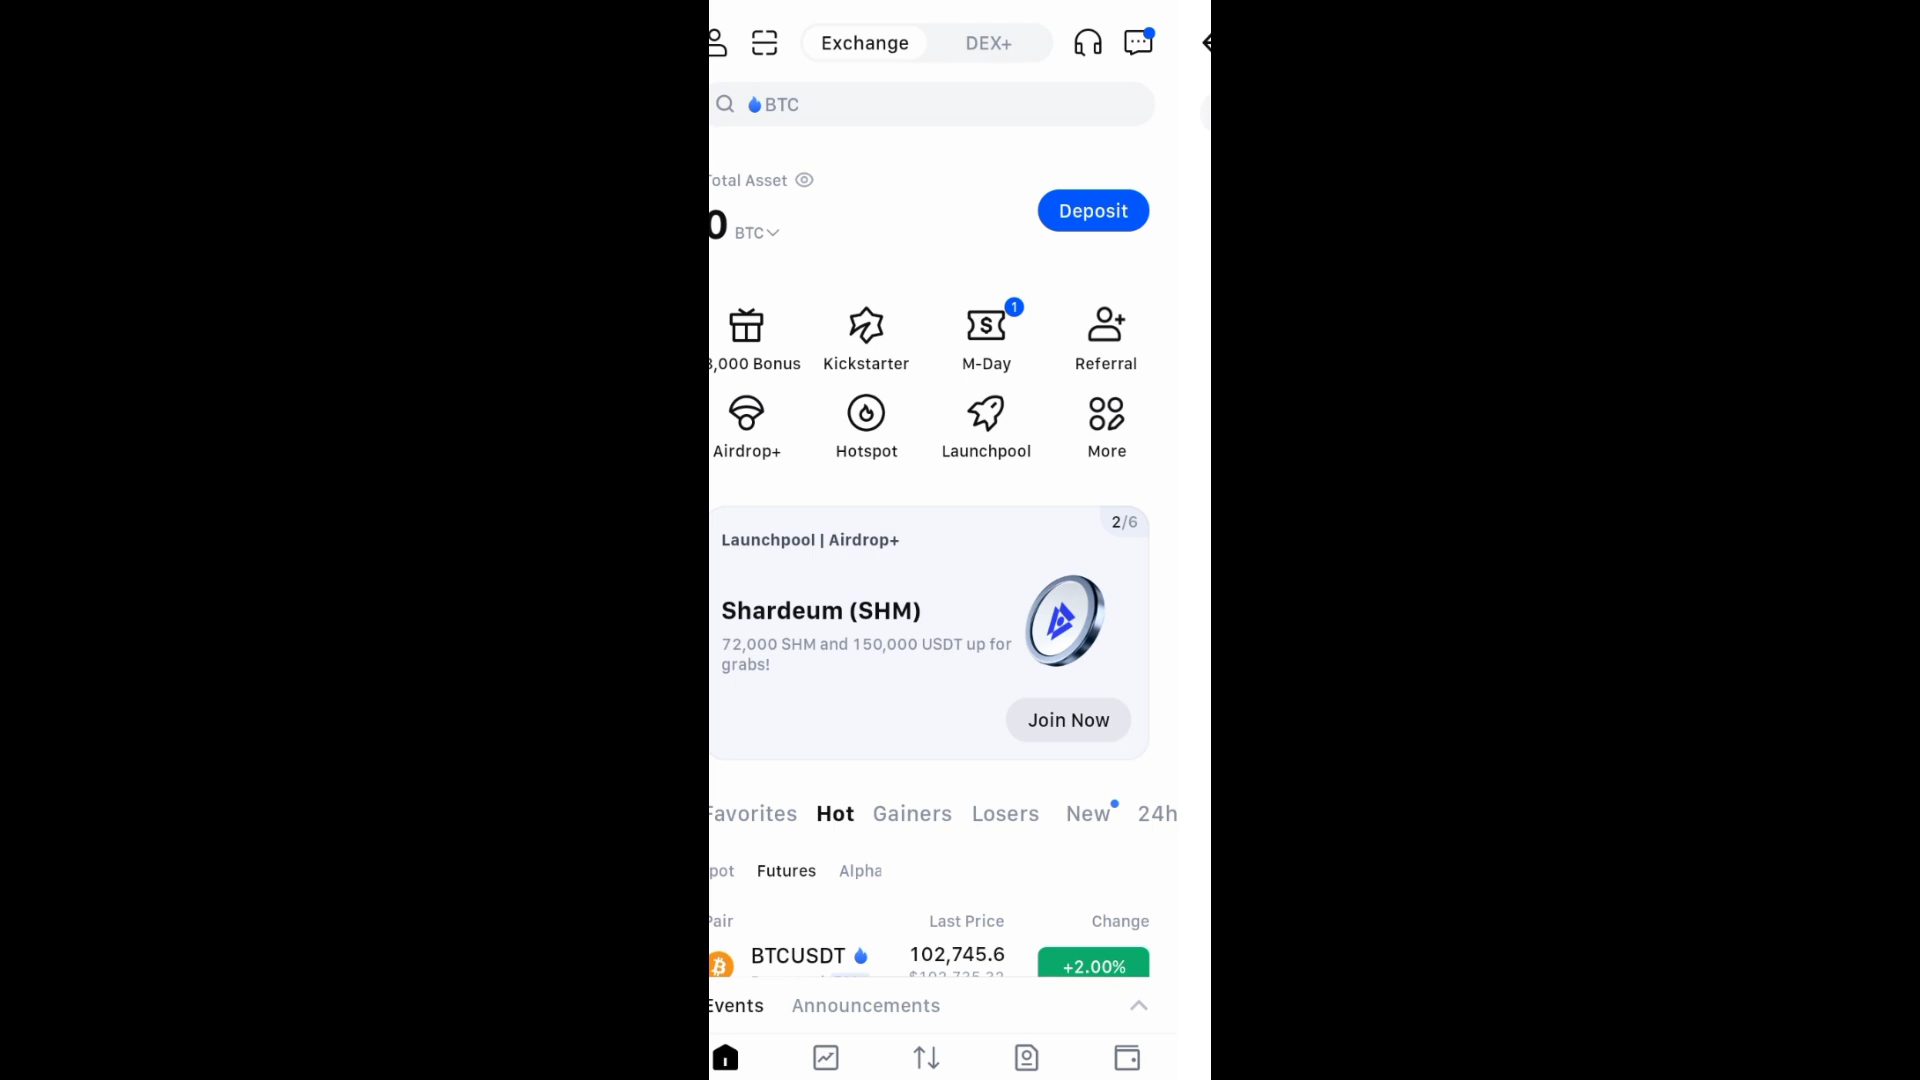 Exchange DEX+
BTC
Total Asset
0 BTC
Deposit
1
3,000 Bonus Kickstarter M-Day Referral
Airdrop+ Hotspot Launchpool More
2/6
Launchpool | Airdrop+
Shardeum (SHM)
72,000 SHM and 150,000 USDT up for
grabs!
Join Now
Favorites Hot Gainers Losers New 24h
pot Futures Alpha
Pair Last Price Change
BTCUSDT 102,745.6 +2.00%
Events Announcements